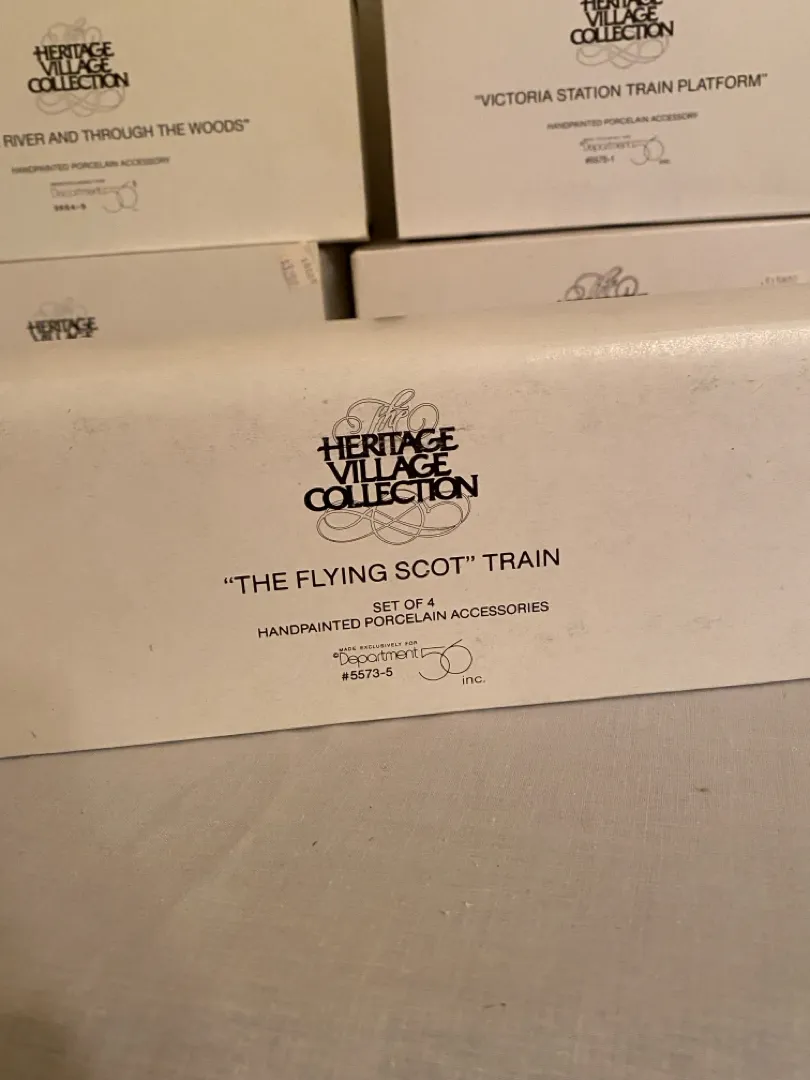 HERITAGE
VILLAGE
COLLECTION
RIVER AND THROUGH THE WOODS”
HANDPAINTED PORCELAIN ACCESSORY
Department 56
HERITAGE
VILLAGE
COLLECTION
“VICTORIA STATION TRAIN PLATFORM”
HANDPAINTED PORCELAIN ACCESSORY
Department 56
inc.
HERITAGE
VILLAGE
The
HERITAGE
VILLAGE
COLLECTION
“THE FLYING SCOT” TRAIN
SET OF 4
HANDPAINTED PORCELAIN ACCESSORIES
MADE EXCLUSIVELY FOR
©Department 56
#5573-5
inc.